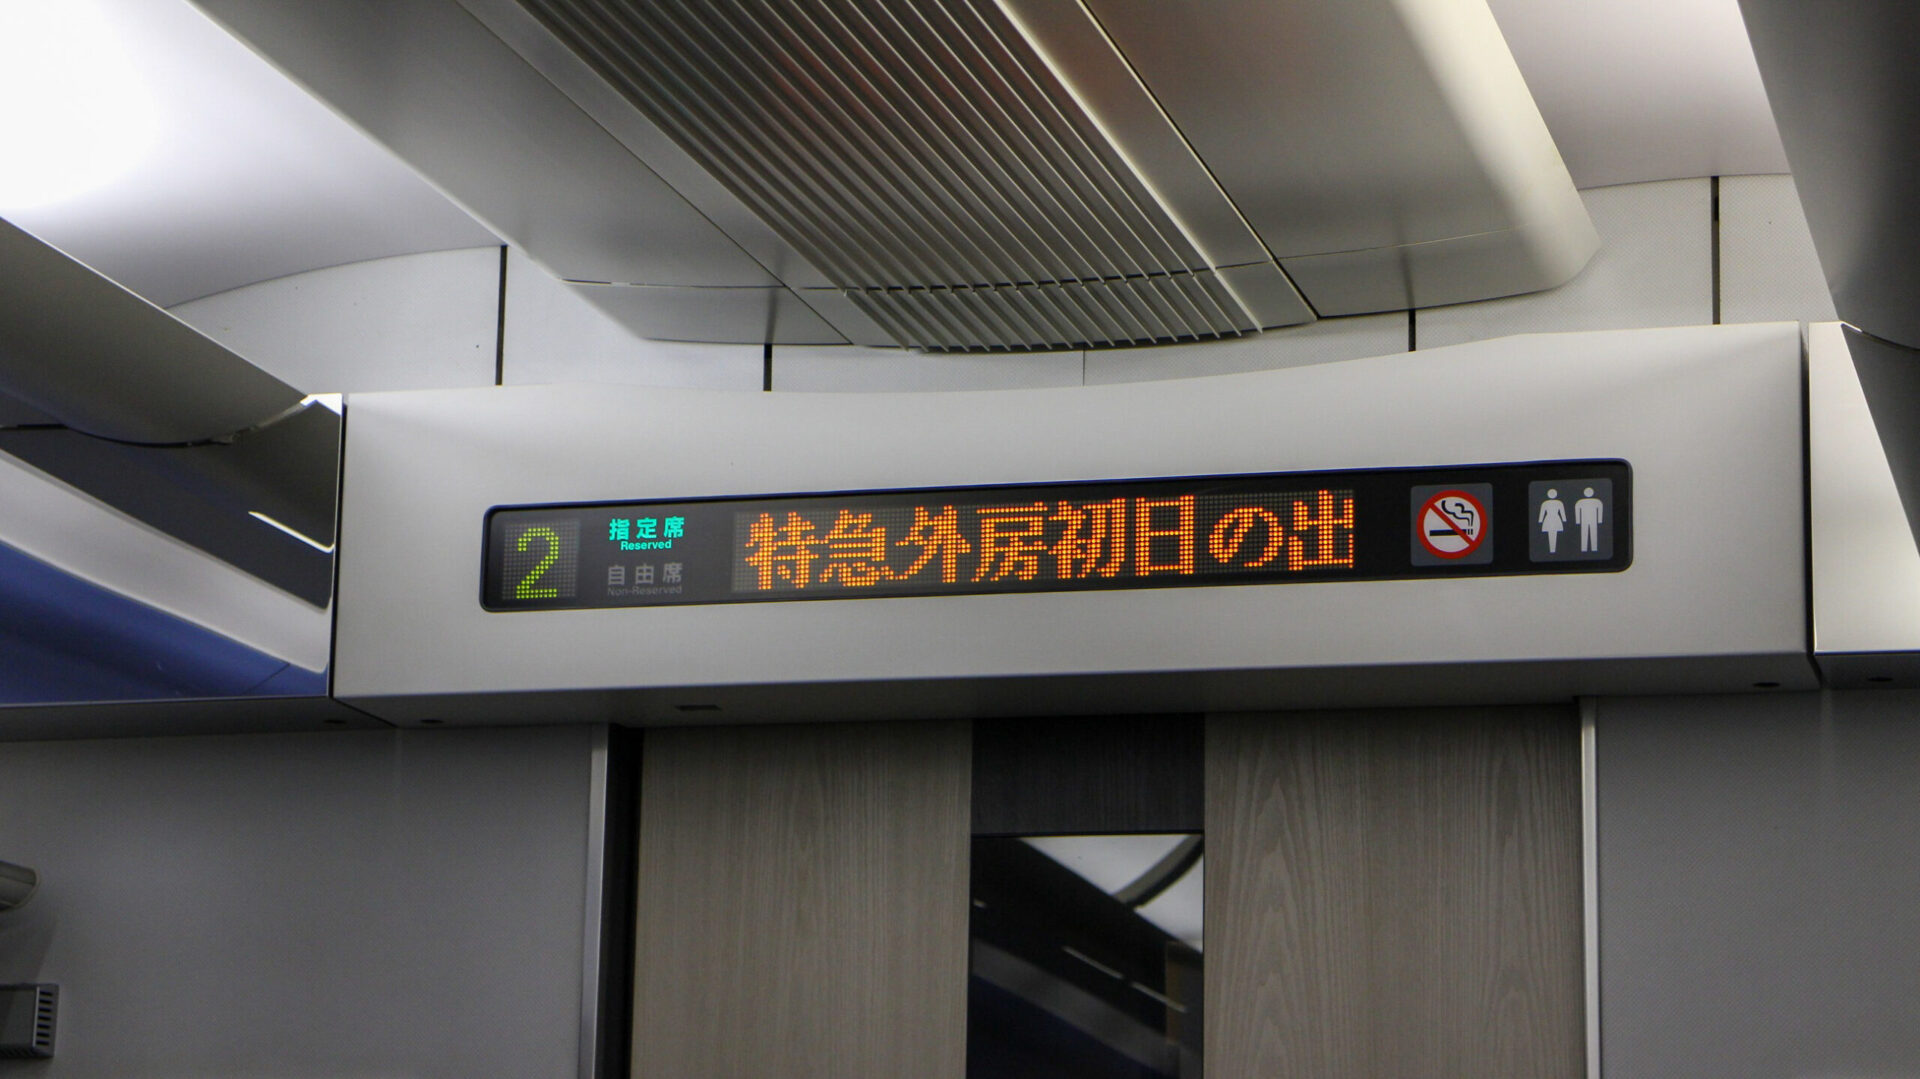 2
指定席
Reserved
自由席
Non-Reserved
特急外房初日の出